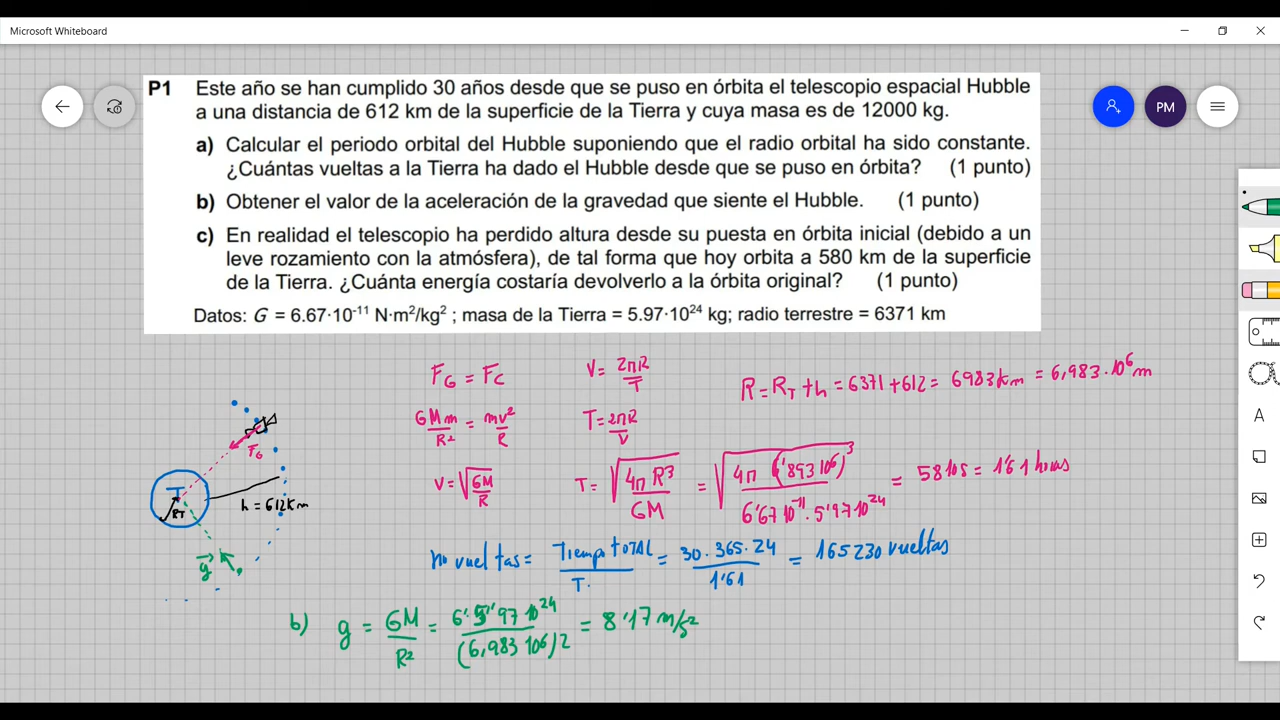 Microsoft Whiteboard
PM
P1 Este año se han cumplido 30 años desde que se puso en órbita el telescopio espacial Hubble
a una distancia de 612 km de la superficie de la Tierra y cuya masa es de 12000 kg.
a) Calcular el periodo orbital del Hubble suponiendo que el radio orbital ha sido constante.
¿Cuántas vueltas a la Tierra ha dado el Hubble desde que se puso en órbita? (1 punto)
b) Obtener el valor de la aceleración de la gravedad que siente el Hubble. (1 punto)
c) En realidad el telescopio ha perdido altura desde su puesta en órbita inicial (debido a un
leve rozamiento con la atmósfera), de tal forma que hoy orbita a 580 km de la superficie
de la Tierra. ¿Cuánta energía costaría devolverlo a la órbita original? (1 punto)
Datos: G = 6.67·10⁻¹¹ N·m²/kg² ; masa de la Tierra = 5.97·10²⁴ kg; radio terrestre = 6371 km
F_G = F_C
V = 2πR/T
R = R_T + h = 6371 + 612 = 6983 km = 6,983·10⁶ m
GMm/R² = mv²/R
T = 2πR/V
V = √(GM/R)
T = √(4π R³/GM) = √(4π (6'893 10⁶)³/6'67 10⁻¹¹ · 5'97 10²⁴) = 5810s = 1'61 horas
F_G
T
R_T
h = 612 Km
g
no vueltas = Tiempo total/T = 30·365·24/1'61 = 165230 vueltas
b) g = GM/R² = 5'97 10²⁴/(6,983 10⁶)2 = 8'17 m/s²